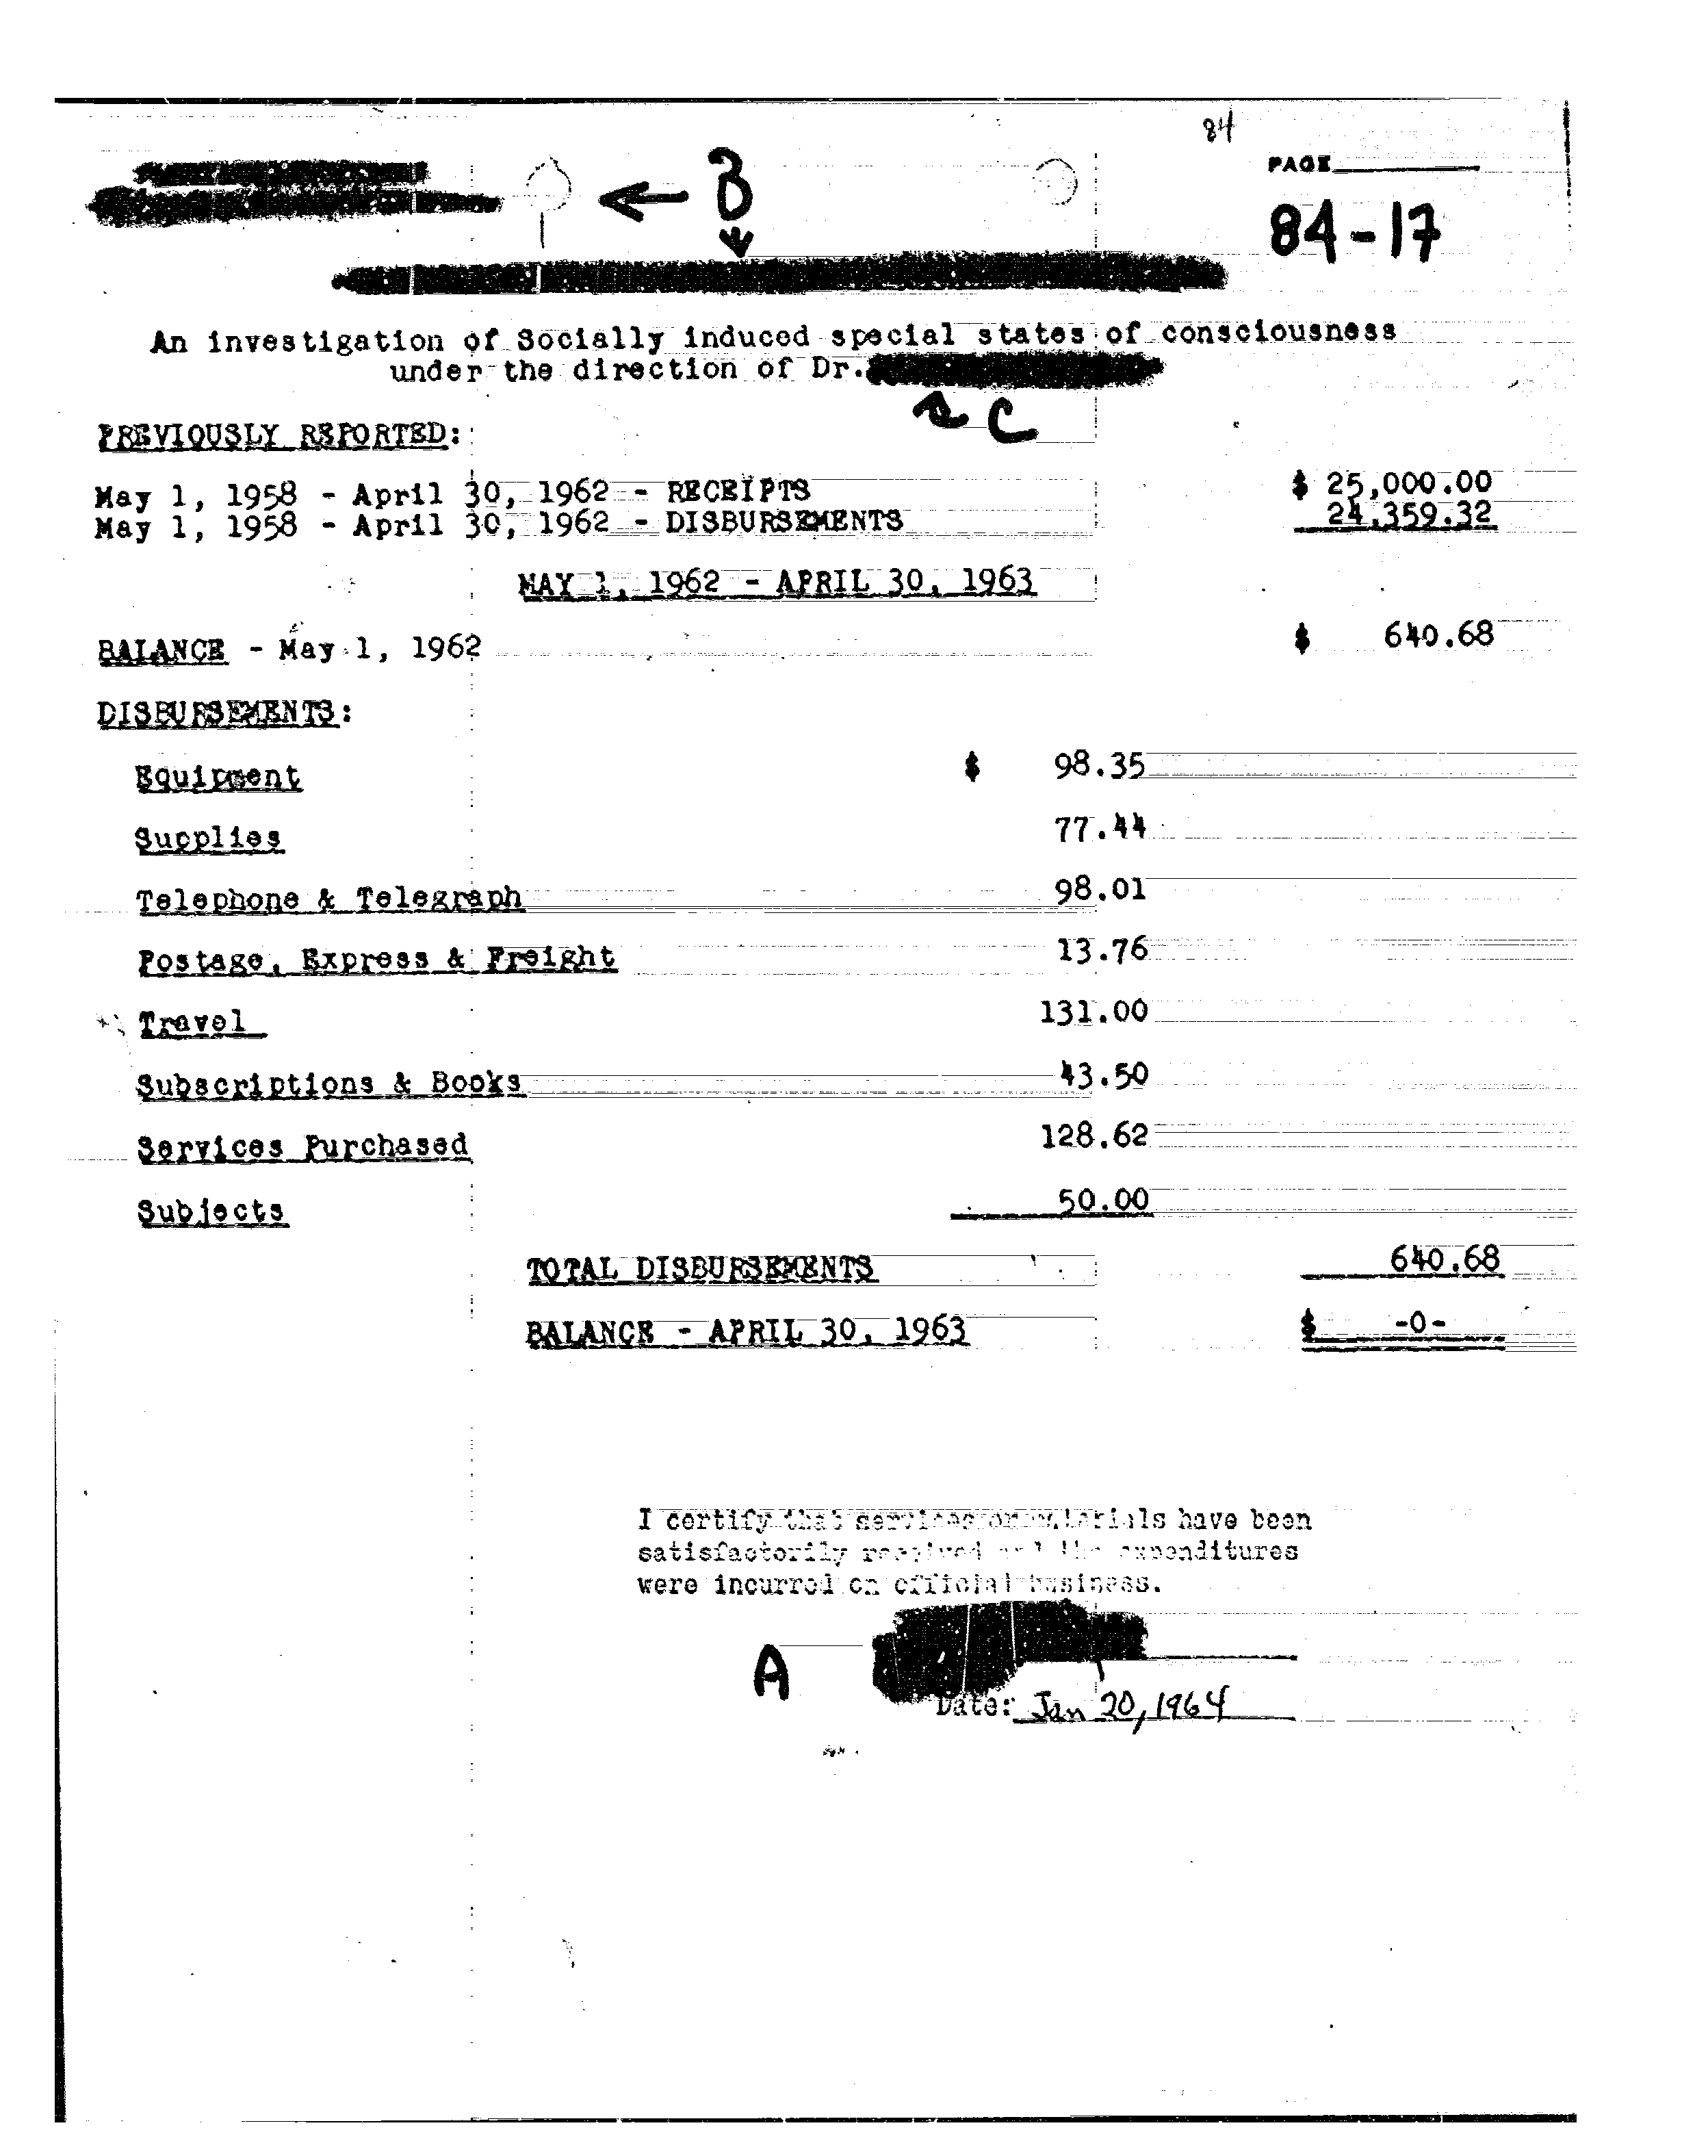 84
PAGE
84-17
B
An investigation of Socially induced special states of consciousness
under the direction of Dr.
C
PREVIOUSLY REPORTED:
May 1, 1958 - April 30, 1962 - RECEIPTS $ 25,000.00
May 1, 1958 - April 30, 1962 - DISBURSEMENTS 24,359.32
MAY 1, 1962 - APRIL 30, 1963
BALANCE - May 1, 1962 $ 640.68
DISBURSEMENTS:
Equipment $ 98.35
Supplies 77.44
Telephone & Telegraph 98.01
Postage, Express & Freight 13.76
Travel 131.00
Subscriptions & Books 43.50
Services Purchased 128.62
Subjects 50.00
TOTAL DISBURSEMENTS 640.68
BALANCE - APRIL 30, 1963 $ -0-
I certify that services or materials have been
satisfactorily received and the expenditures
were incurred on official business.
A
Date: Jan 20, 1964